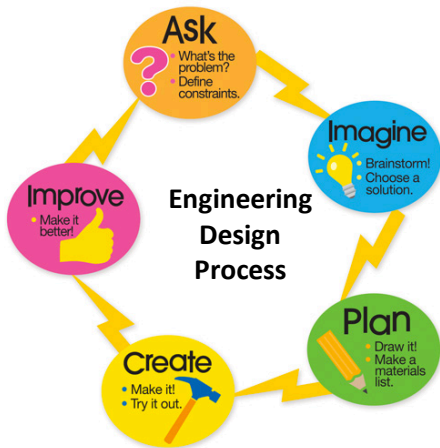 Ask
• What's the
problem?
• Define
constraints.
Imagine
• Brainstorm!
• Choose a
solution.
Engineering
Design
Process
Improve
• Make it
better!
Plan
• Draw it!
• Make a
materials
list.
Create
• Make it!
• Try it out.